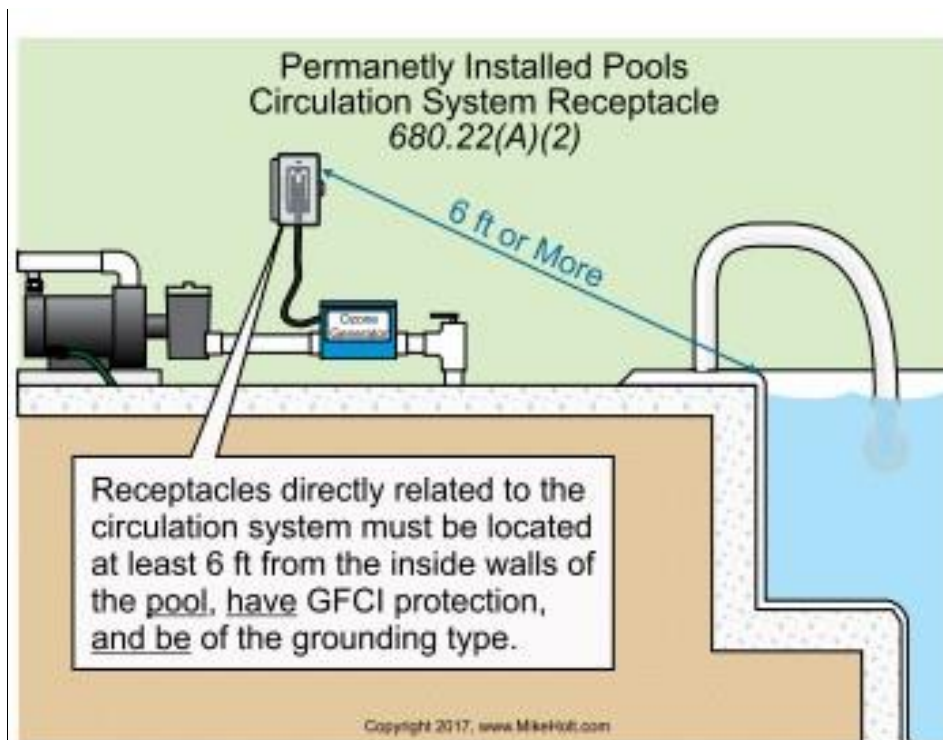 Permanetly Installed Pools
Circulation System Receptacle
680.22(A)(2)
6 ft or More
Ozone
Generator
Receptacles directly related to the
circulation system must be located
at least 6 ft from the inside walls of
the pool, have GFCI protection,
and be of the grounding type.
Copyright 2017, www.MikeHolt.com